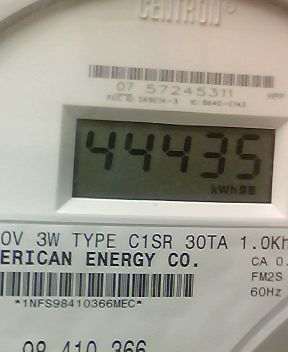 CENTRON®
07 57245311
44435
kWh
0V 3W TYPE C1SR 30TA 1.0Kh
ERICAN ENERGY CO.
CA 0.
FM2S
60Hz
*1NFS98410366MEC*
98 410 366